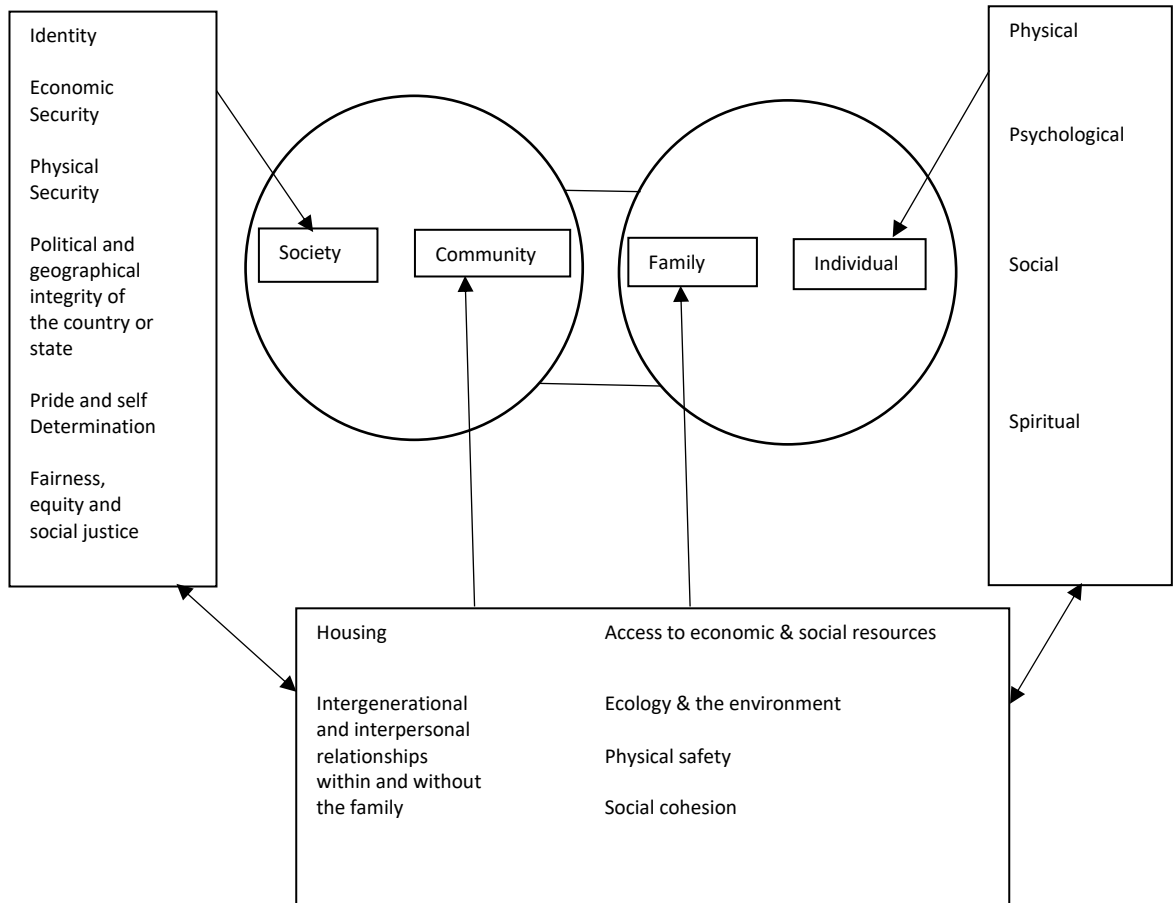 Identity
Economic
Security
Physical
Security
Political and
geographical
integrity of
the country or
state
Pride and self
Determination
Fairness,
equity and
social justice
Society
Community
Family
Individual
Physical
Psychological
Social
Spiritual
Housing
Intergenerational
and interpersonal
relationships
within and without
the family
Access to economic & social resources
Ecology & the environment
Physical safety
Social cohesion